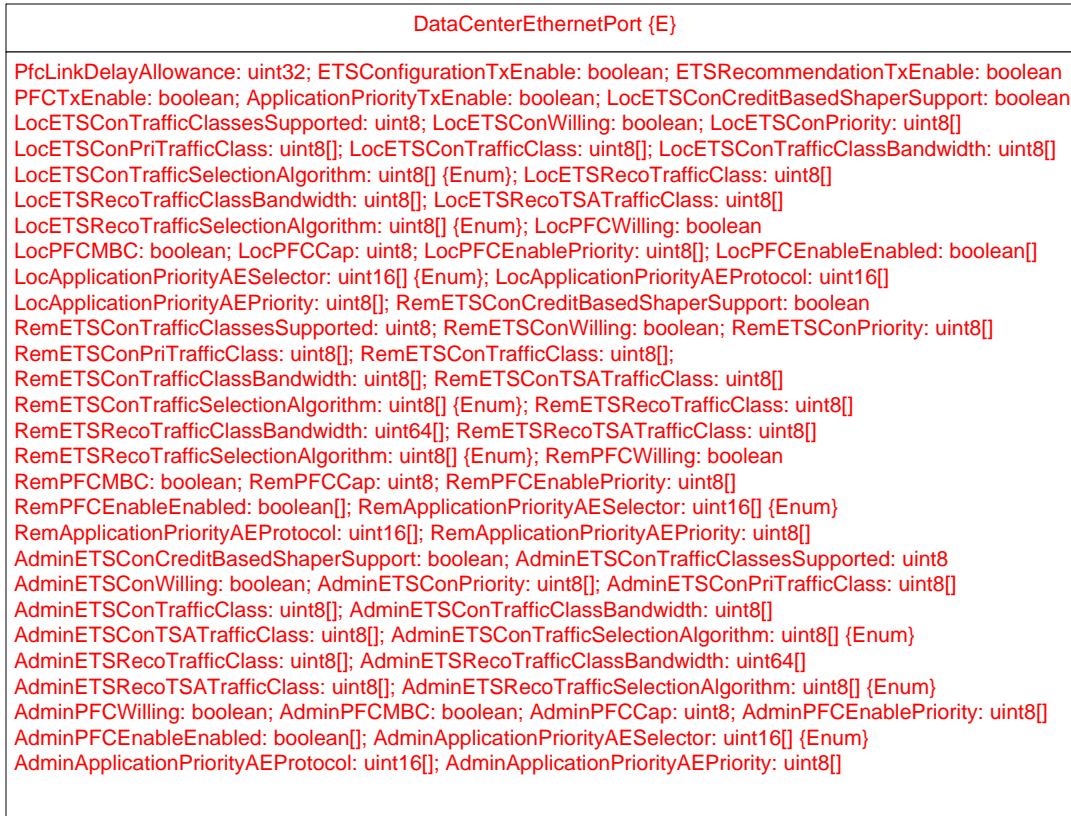 DataCenterEthernetPort {E}
PfcLinkDelayAllowance: uint32; ETSConfigurationTxEnable: boolean; ETSRecommendationTxEnable: boolean
PFCTxEnable: boolean; ApplicationPriorityTxEnable: boolean; LocETSConCreditBasedShaperSupport: boolean
LocETSConTrafficClassesSupported: uint8; LocETSConWilling: boolean; LocETSConPriority: uint8[]
LocETSConPriTrafficClass: uint8[]; LocETSConTrafficClass: uint8[]; LocETSConTrafficClassBandwidth: uint8[]
LocETSConTrafficSelectionAlgorithm: uint8[] {Enum}; LocETSRecoTrafficClass: uint8[]
LocETSRecoTrafficClassBandwidth: uint8[]; LocETSRecoTSATrafficClass: uint8[]
LocETSRecoTrafficSelectionAlgorithm: uint8[] {Enum}; LocPFCWilling: boolean
LocPFCMBC: boolean; LocPFCCap: uint8; LocPFCEnablePriority: uint8[]; LocPFCEnableEnabled: boolean[]
LocApplicationPriorityAESelector: uint16[] {Enum}; LocApplicationPriorityAEProtocol: uint16[]
LocApplicationPriorityAEPriority: uint8[]; RemETSConCreditBasedShaperSupport: boolean
RemETSConTrafficClassesSupported: uint8; RemETSConWilling: boolean; RemETSConPriority: uint8[]
RemETSConPriTrafficClass: uint8[]; RemETSConTrafficClass: uint8[];
RemETSConTrafficClassBandwidth: uint8[]; RemETSConTSATrafficClass: uint8[]
RemETSConTrafficSelectionAlgorithm: uint8[] {Enum}; RemETSRecoTrafficClass: uint8[]
RemETSRecoTrafficClassBandwidth: uint64[]; RemETSRecoTSATrafficClass: uint8[]
RemETSRecoTrafficSelectionAlgorithm: uint8[] {Enum}; RemPFCWilling: boolean
RemPFCMBC: boolean; RemPFCCap: uint8; RemPFCEnablePriority: uint8[]
RemPFCEnableEnabled: boolean[]; RemApplicationPriorityAESelector: uint16[] {Enum}
RemApplicationPriorityAEProtocol: uint16[]; RemApplicationPriorityAEPriority: uint8[]
AdminETSConCreditBasedShaperSupport: boolean; AdminETSConTrafficClassesSupported: uint8
AdminETSConWilling: boolean; AdminETSConPriority: uint8[]; AdminETSConPriTrafficClass: uint8[]
AdminETSConTrafficClass: uint8[]; AdminETSConTrafficClassBandwidth: uint8[]
AdminETSConTSATrafficClass: uint8[]; AdminETSConTrafficSelectionAlgorithm: uint8[] {Enum}
AdminETSRecoTrafficClass: uint8[]; AdminETSRecoTrafficClassBandwidth: uint64[]
AdminETSRecoTSATrafficClass: uint8[]; AdminETSRecoTrafficSelectionAlgorithm: uint8[] {Enum}
AdminPFCWilling: boolean; AdminPFCMBC: boolean; AdminPFCCap: uint8; AdminPFCEnablePriority: uint8[]
AdminPFCEnableEnabled: boolean[]; AdminApplicationPriorityAESelector: uint16[] {Enum}
AdminApplicationPriorityAEProtocol: uint16[]; AdminApplicationPriorityAEPriority: uint8[]